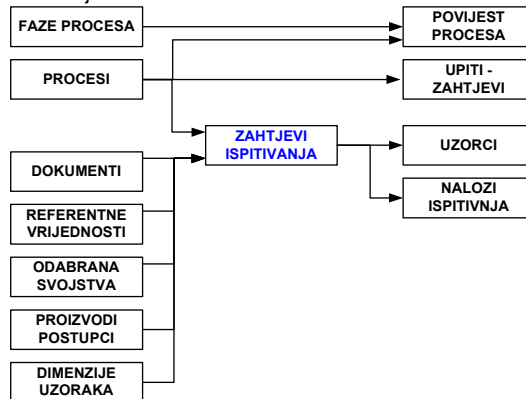 FAZE PROCESA
POVIJEST
PROCESA
PROCESI
UPITI -
ZAHTJEVI
ZAHTJEVI
ISPITIVANJA
UZORCI
DOKUMENTI
NALOZI
ISPITIVNJA
REFERENTNE
VRIJEDNOSTI
ODABRANA
SVOJSTVA
PROIZVODI
POSTUPCI
DIMENZIJE
UZORAKA